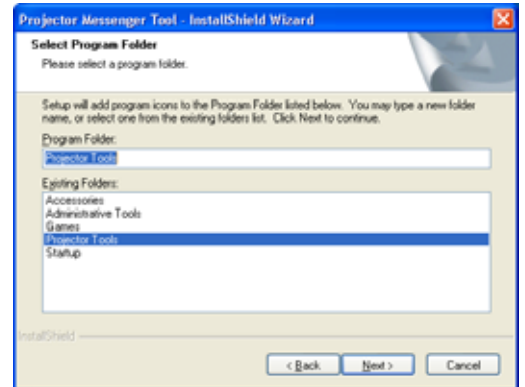 Projector Messenger Tool - InstallShield Wizard
Select Program Folder
Please select a program folder.
Setup will add program icons to the Program Folder listed below. You may type a new folder
name, or select one from the existing folders list. Click Next to continue.
Program Folder:
Projector Tools
Existing Folders:
Accessories
Administrative Tools
Games
Projector Tools
Startup
InstallShield
< Back
Next >
Cancel